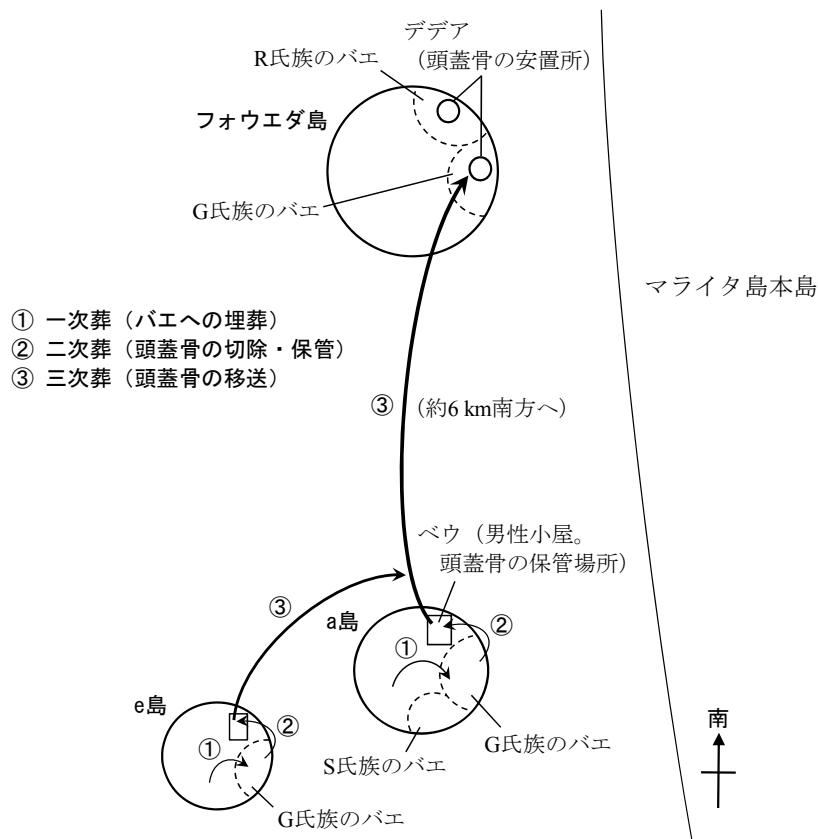 デデア
(頭蓋骨の安置所)
R氏族のバエ
フォウエダ島
G氏族のバエ
マライタ島本島
① 一次葬(バエへの埋葬)
② 二次葬(頭蓋骨の切除・保管)
③ 三次葬(頭蓋骨の移送)
③ (約6 km南方へ)
ベウ(男性小屋。
頭蓋骨の保管場所)
③
a島
①
②
e島
①
②
南
G氏族のバエ
S氏族のバエ
G氏族のバエ